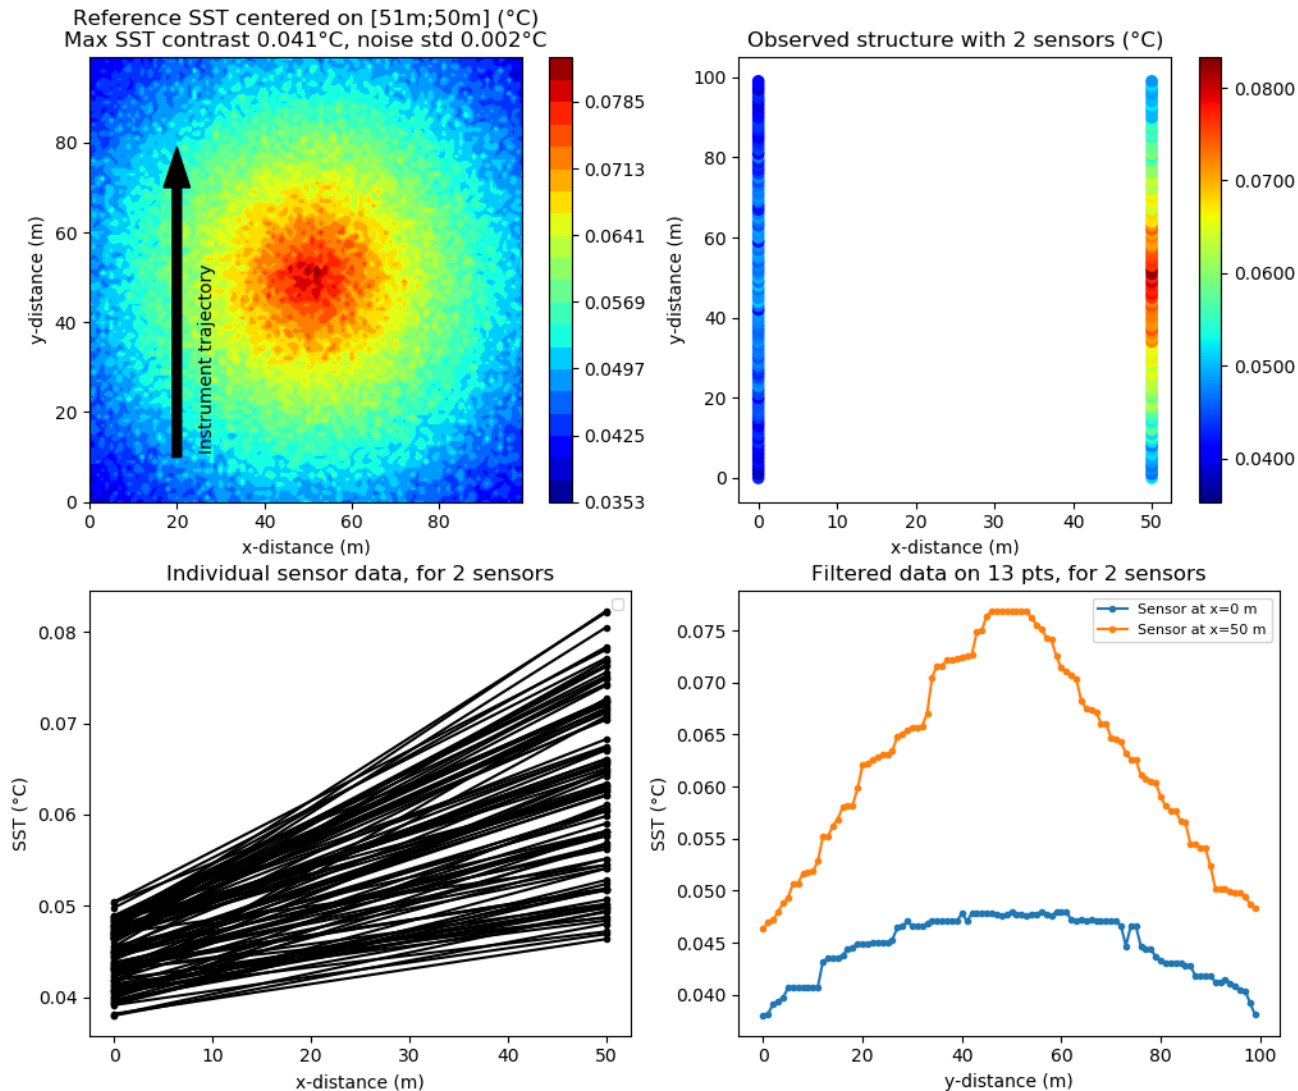 Reference SST centered on [51m;50m] (°C)
Max SST contrast 0.041°C, noise std 0.002°C
80
60
40
20
0
y-distance (m)
Instrument trajectory
0 20 40 60 80
x-distance (m)
0.0785
0.0713
0.0641
0.0569
0.0497
0.0425
0.0353
Observed structure with 2 sensors (°C)
100
80
60
40
20
0
y-distance (m)
0 10 20 30 40 50
x-distance (m)
0.0800
0.0700
0.0600
0.0500
0.0400
Individual sensor data, for 2 sensors
0.08
0.07
0.06
0.05
0.04
SST (°C)
0 10 20 30 40 50
x-distance (m)
Filtered data on 13 pts, for 2 sensors
Sensor at x=0 m
Sensor at x=50 m
0.075
0.070
0.065
0.060
0.055
0.050
0.045
0.040
SST (°C)
0 20 40 60 80 100
y-distance (m)